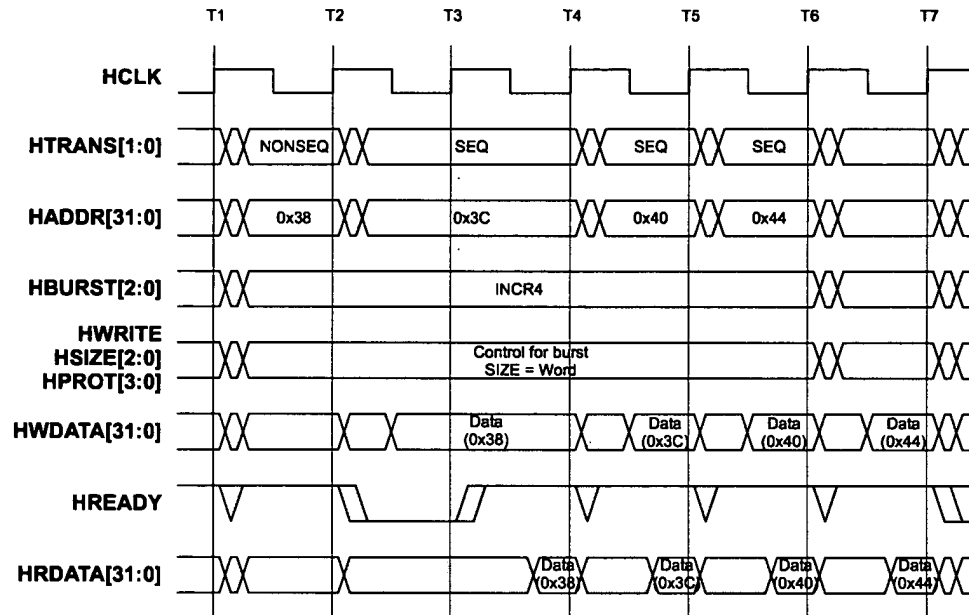 T1 T2 T3 T4 T5 T6 T7
HCLK
HTRANS[1:0] NONSEQ SEQ SEQ SEQ
HADDR[31:0] 0x38 0x3C 0x40 0x44
HBURST[2:0] INCR4
HWRITE
HSIZE[2:0] Control for burst
HPROT[3:0] SIZE = Word
HWDATA[31:0] Data Data Data Data
(0x38) (0x3C) (0x40) (0x44)
HREADY
HRDATA[31:0] Data Data Data Data
(0x38) (0x3C) (0x40) (0x44)